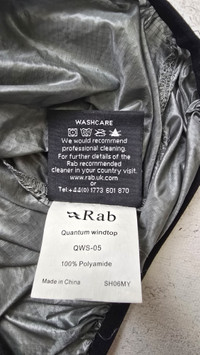 WASHCARE
We would recommend
professional cleaning.
For further details of the
Rab recommended
cleaner in your country visit.
www.rab.uk.com
or
Tel:+44(0) 1773 601 870
Rab
Quantum windtop
QWS-05
100% Polyamide
Made in China SH06MY